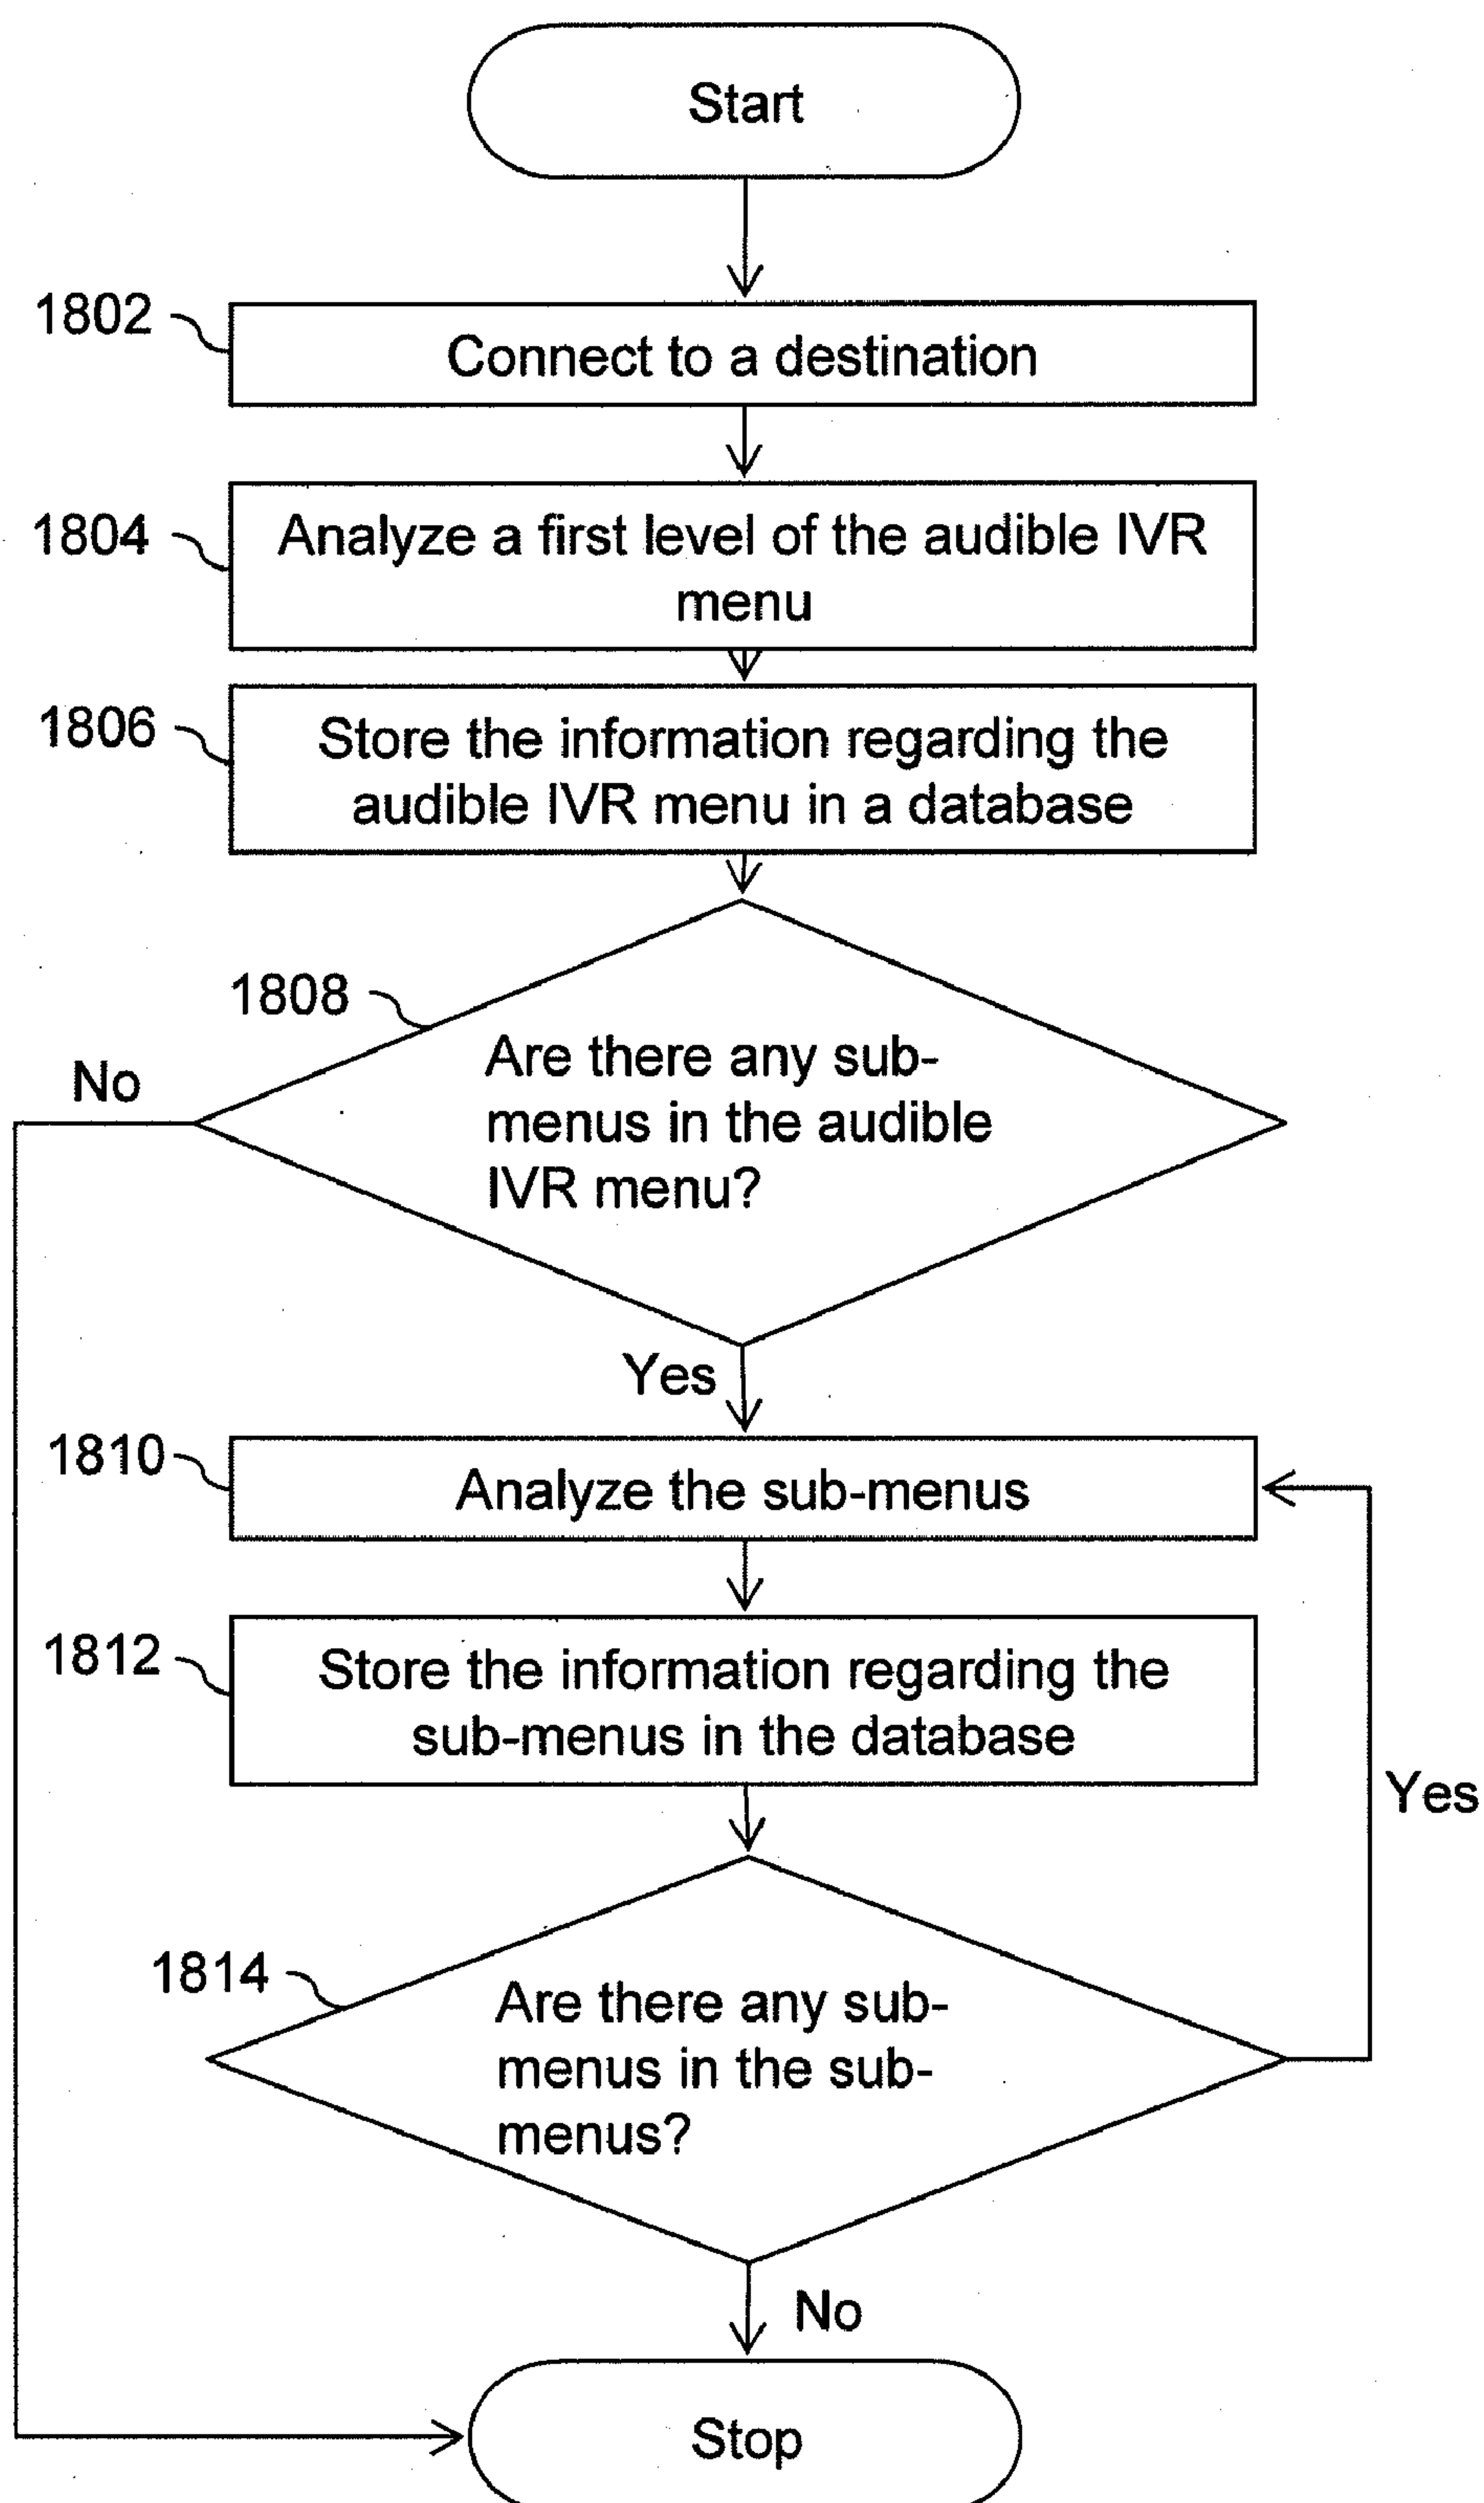 Start
1802
Connect to a destination
1804
Analyze a first level of the audible IVR
menu
1806
Store the information regarding the
audible IVR menu in a database
1808
Are there any sub-
menus in the audible
IVR menu?
No
Yes
1810
Analyze the sub-menus
1812
Store the information regarding the
sub-menus in the database
Yes
1814
Are there any sub-
menus in the sub-
menus?
No
Stop